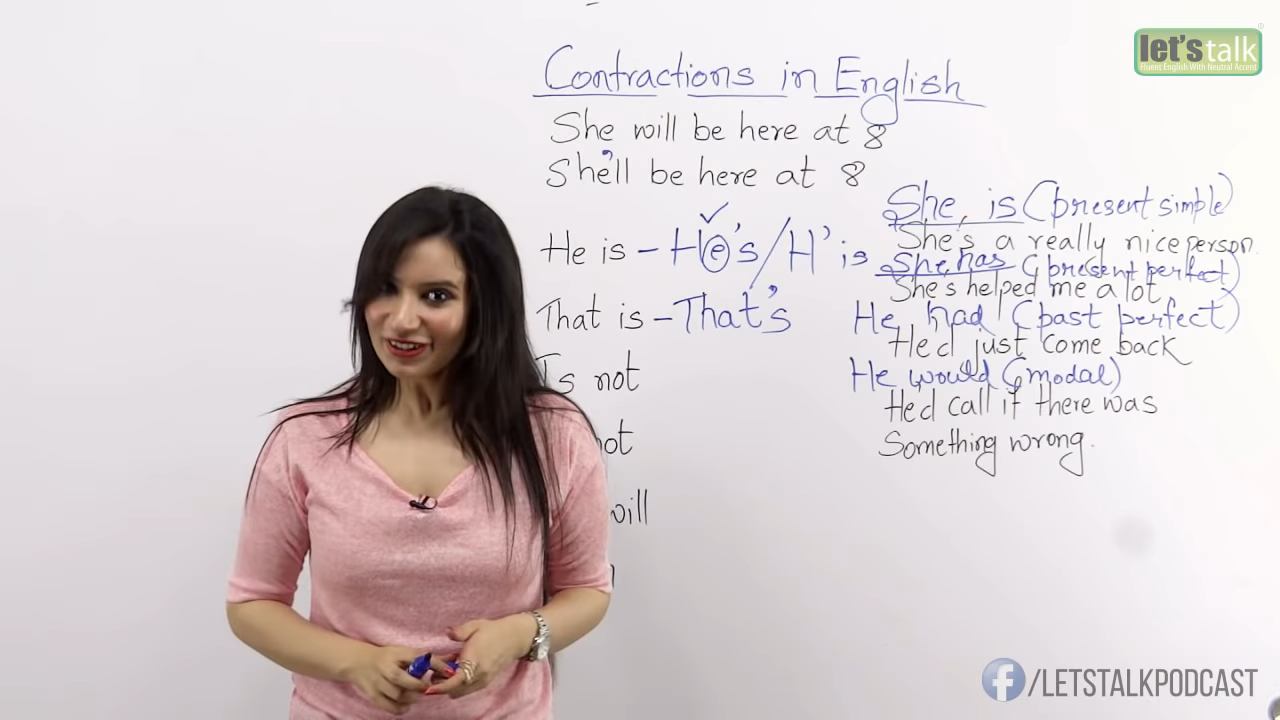 let's talk
Fluent English With Neutral Accent
Contractions in English
She will be here at 8
She'll be here at 8
He is - He's / H' is
That is - That's
Is not
not
will
She is (present simple)
She's a really nice person
She has (present perfect)
She's helped me a lot
He had (past perfect)
He'd just come back
He would (modal)
He'd call if there was
Something wrong.
f/LETSTALKPODCAST